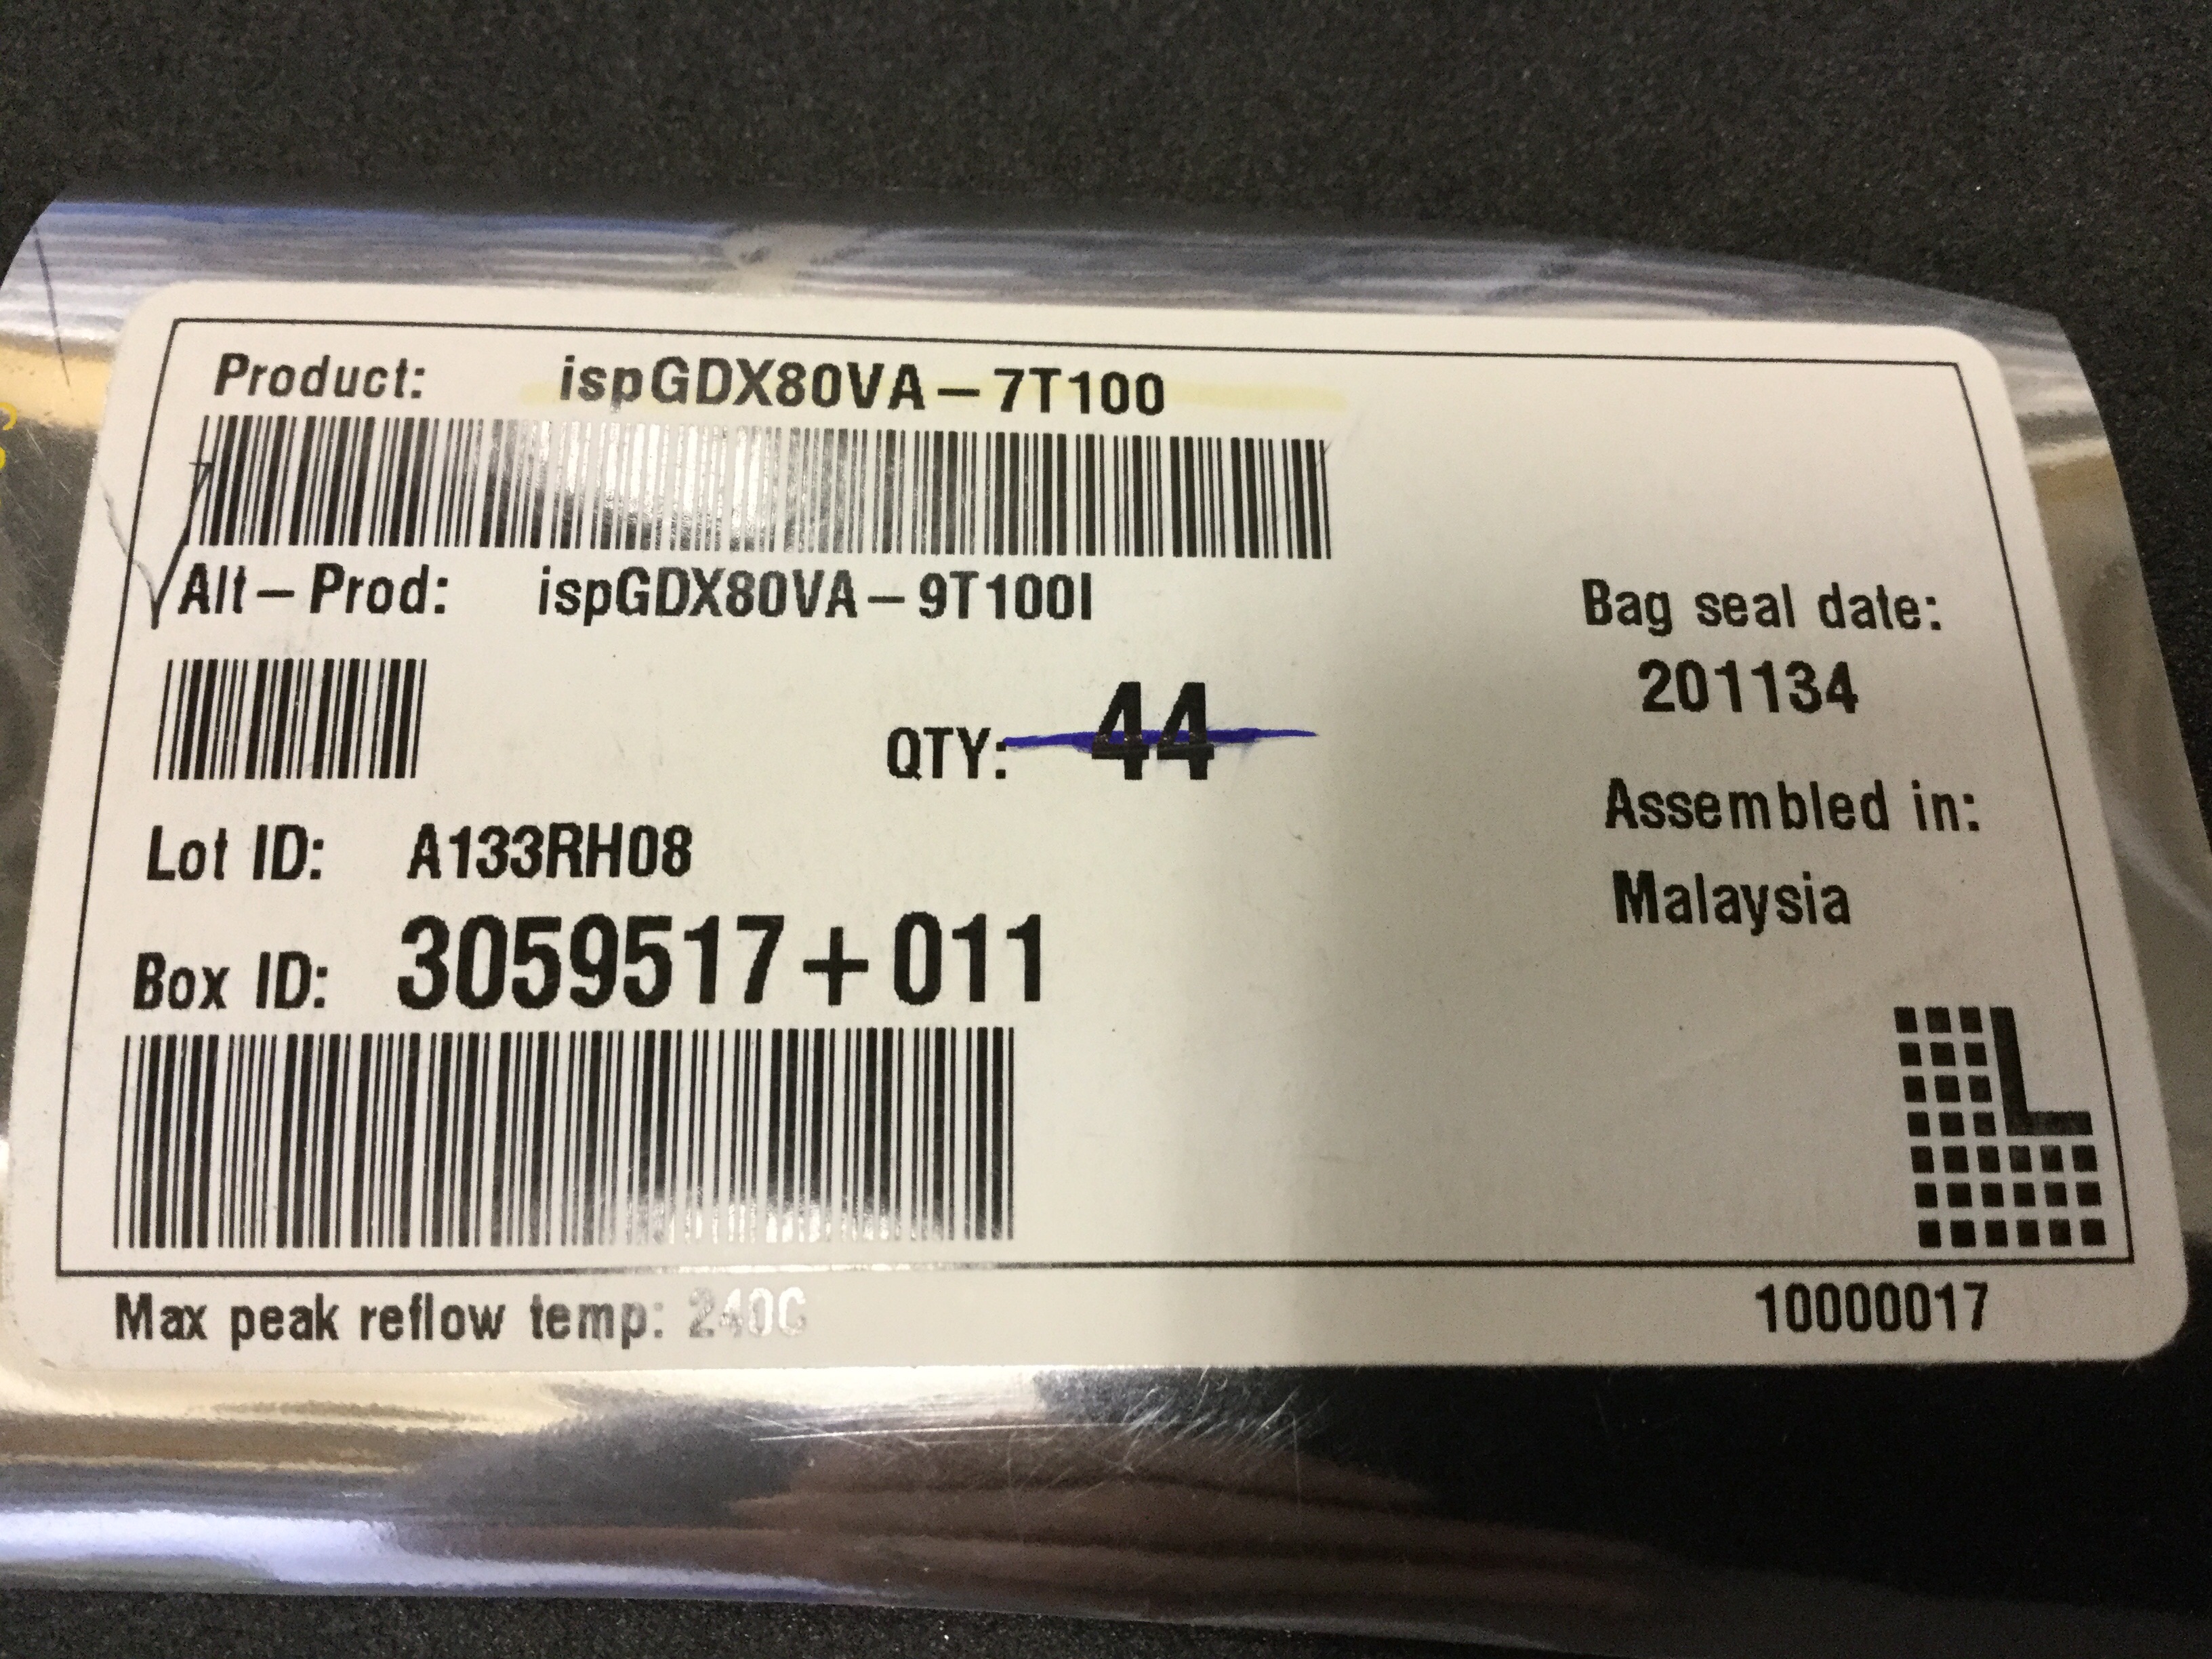 Product: ispGDX80VA-7T100
Alt-Prod: ispGDX80VA-9T100I
QTY: 44
Bag seal date:
201134
Lot ID: A133RH08
Assembled in:
Malaysia
Box ID: 3059517+011
L
Max peak reflow temp: 240C
10000017